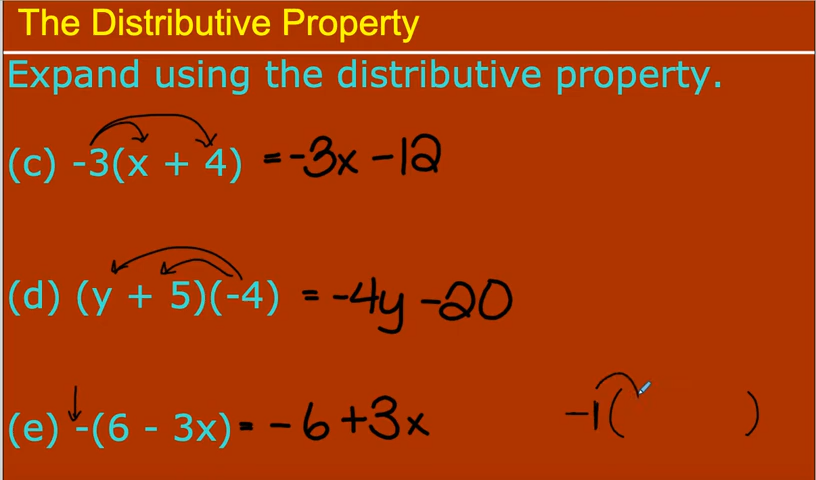 The Distributive Property
Expand using the distributive property.
(c) -3(x + 4) = -3x - 12
(d) (y + 5)(-4) = -4y - 20
(e) -(6 - 3x) = -6 + 3x -1( )